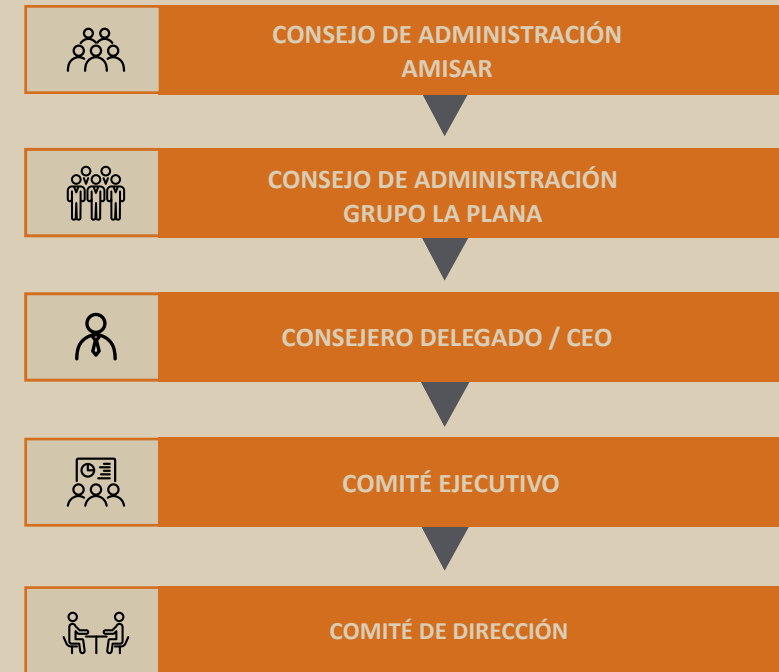 CONSEJO DE ADMINISTRACIÓN
AMISAR
CONSEJO DE ADMINISTRACIÓN
GRUPO LA PLANA
CONSEJERO DELEGADO / CEO
COMITÉ EJECUTIVO
COMITÉ DE DIRECCIÓN